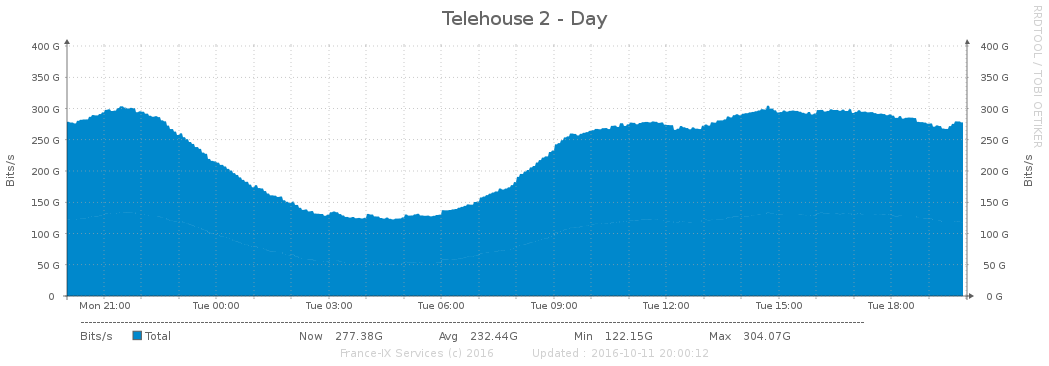 Telehouse 2 - Day
RRDTOOL / TOBI OETIKER
Bits/s
400 G 400 G
350 G 350 G
300 G 300 G
250 G 250 G
200 G 200 G
150 G 150 G
100 G 100 G
50 G 50 G
0 0 G
Bits/s
Mon 21:00 Tue 00:00 Tue 03:00 Tue 06:00 Tue 09:00 Tue 12:00 Tue 15:00 Tue 18:00
Bits/s Total Now 277.38G Avg 232.44G Min 122.15G Max 304.07G
France-IX Services (c) 2016 Updated : 2016-10-11 20:00:12